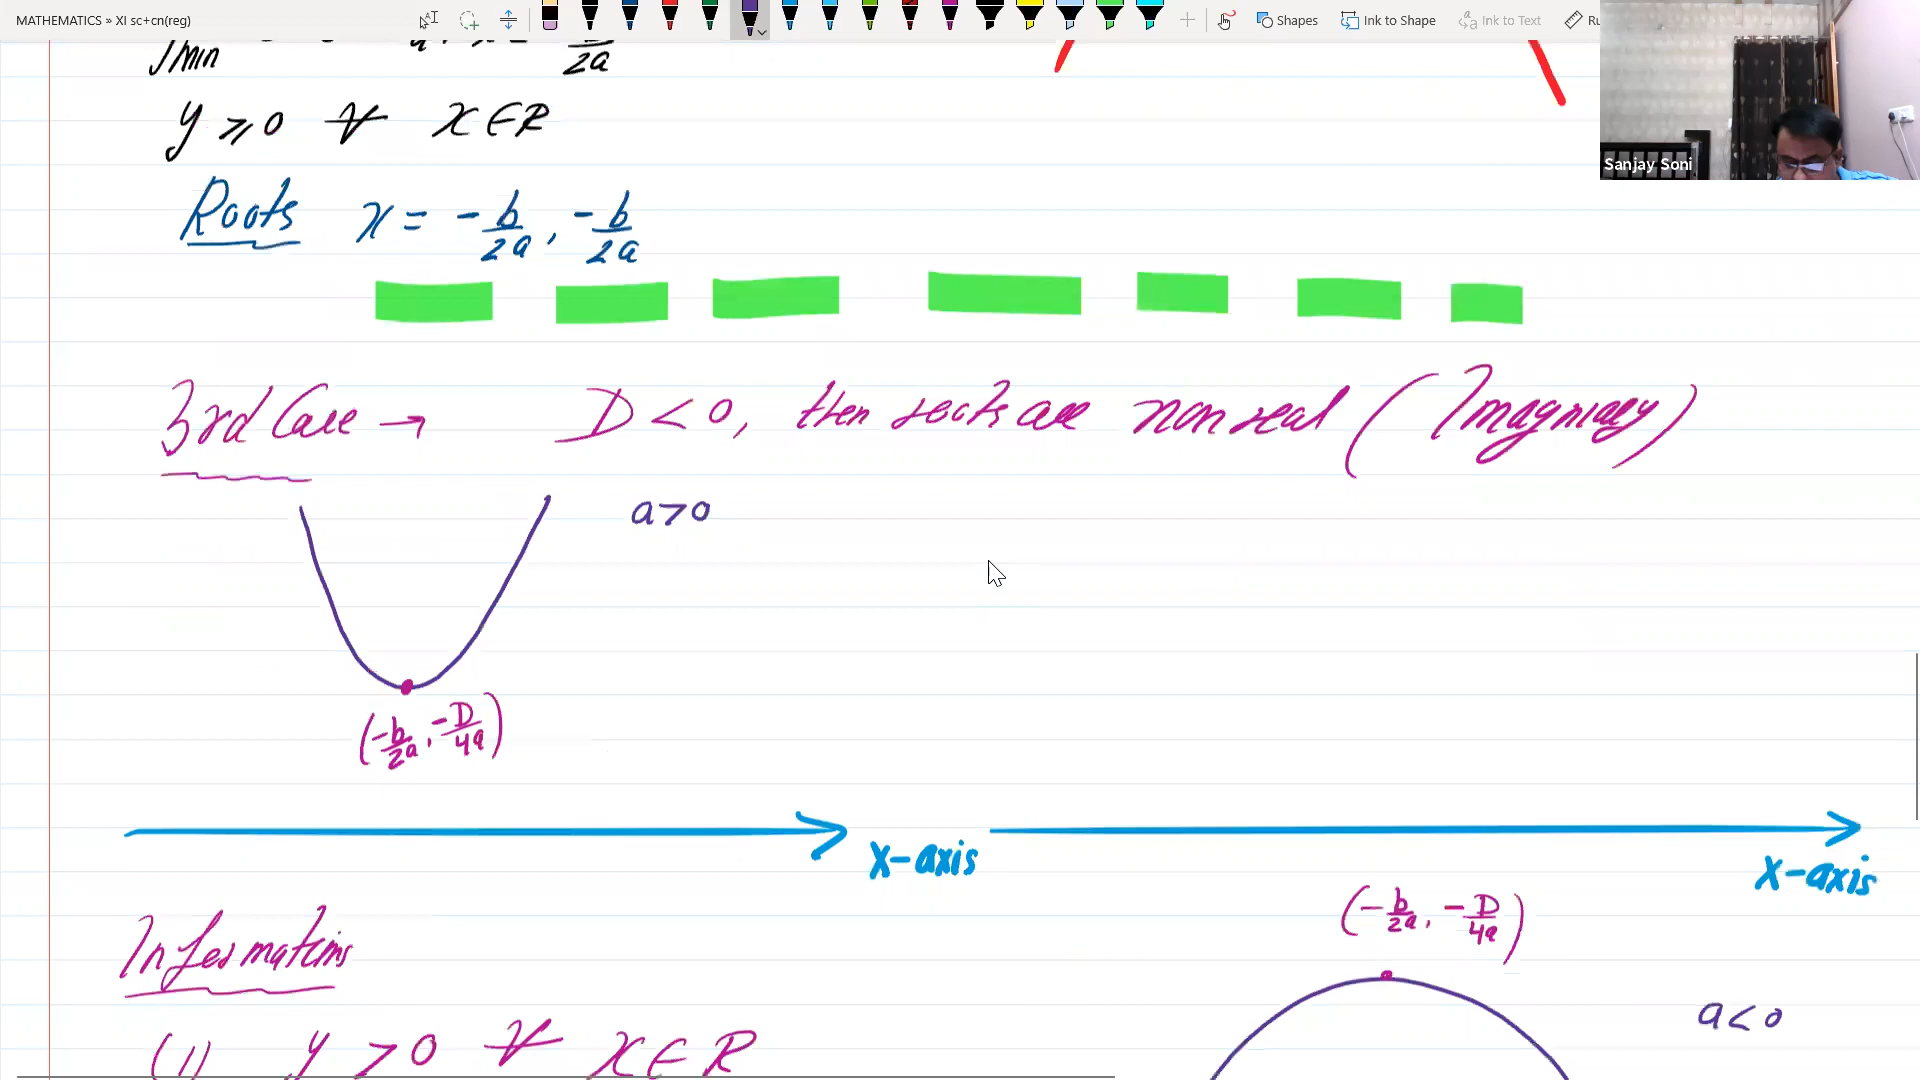 MATHEMATICS » XI sc+cn(reg)
Shapes
Ink to Shape
Ink to Text
Ru
Sanjay Soni
ymin
2a
y ≥ 0 ∀ x ∈ R
Roots x = -b/2a, -b/2a
3rd Case → D < 0, then roots are non real (Imaginary)
a > 0
(-b/2a, -D/4a)
X-axis
X-axis
(-b/2a, -D/4a)
Informations
a < 0
(1) y > 0 ∀ x ∈ R